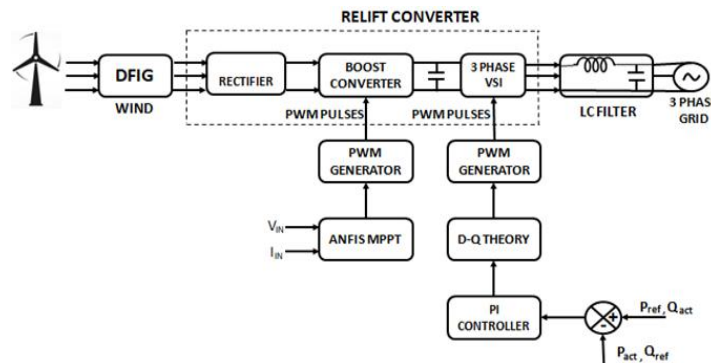 RELIFT CONVERTER
DFIG
WIND
RECTIFIER
BOOST
CONVERTER
3 PHASE
VSI
LC FILTER
3 PHAS
GRID
PWM PULSES
PWM PULSES
PWM
GENERATOR
PWM
GENERATOR
VIN
IIN
ANFIS MPPT
D-Q THEORY
PI
CONTROLLER
+
-
Pref, Qact
Pact, Qref